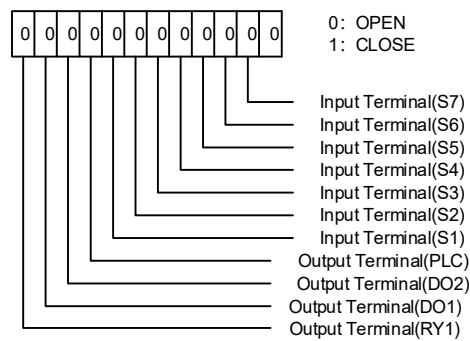 0 0 0 0 0 0 0 0 0 0 0 0
0: OPEN
1: CLOSE
Input Terminal(S7)
Input Terminal(S6)
Input Terminal(S5)
Input Terminal(S4)
Input Terminal(S3)
Input Terminal(S2)
Input Terminal(S1)
Output Terminal(PLC)
Output Terminal(DO2)
Output Terminal(DO1)
Output Terminal(RY1)